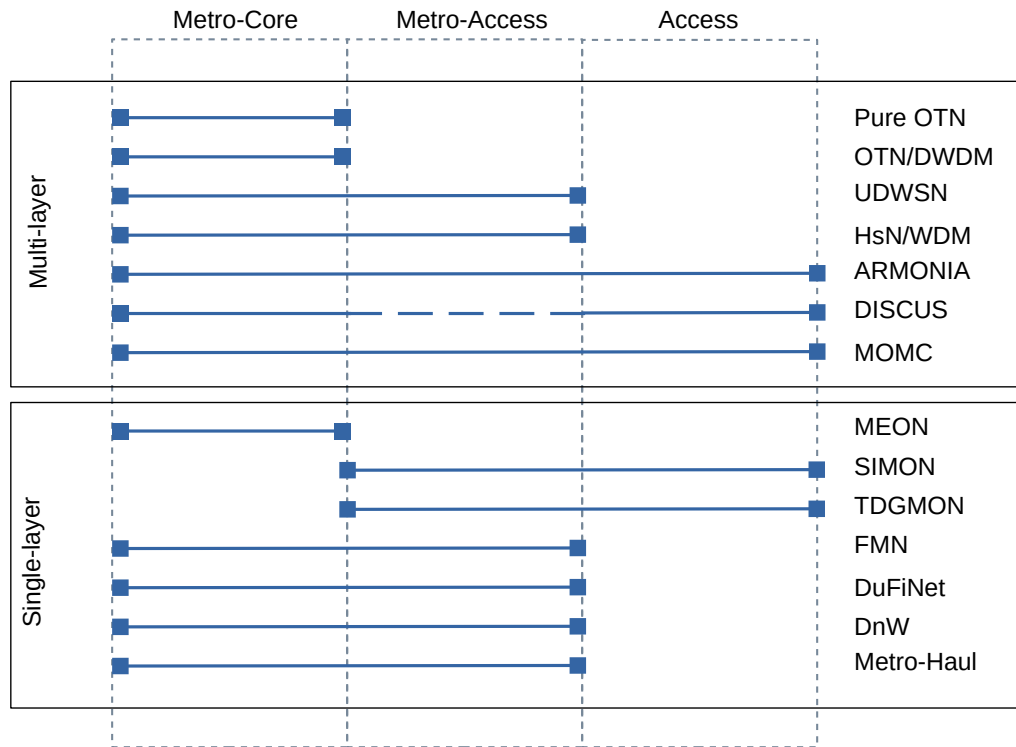 Metro-Core Metro-Access Access
Multi-layer
Pure OTN
OTN/DWDM
UDWSN
HsN/WDM
ARMONIA
DISCUS
MOMC
Single-layer
MEON
SIMON
TDGMON
FMN
DuFiNet
DnW
Metro-Haul